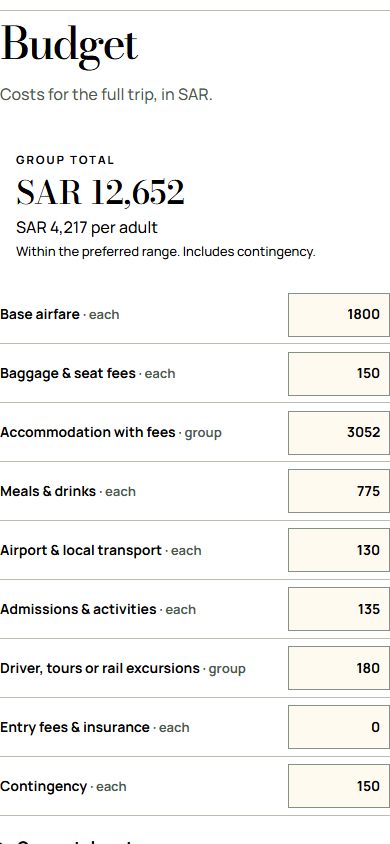 Budget
Costs for the full trip, in SAR.
GROUP TOTAL
SAR 12,652
SAR 4,217 per adult
Within the preferred range. Includes contingency.
Base airfare · each 1800
Baggage & seat fees · each 150
Accommodation with fees · group 3052
Meals & drinks · each 775
Airport & local transport · each 130
Admissions & activities · each 135
Driver, tours or rail excursions · group 180
Entry fees & insurance · each 0
Contingency · each 150